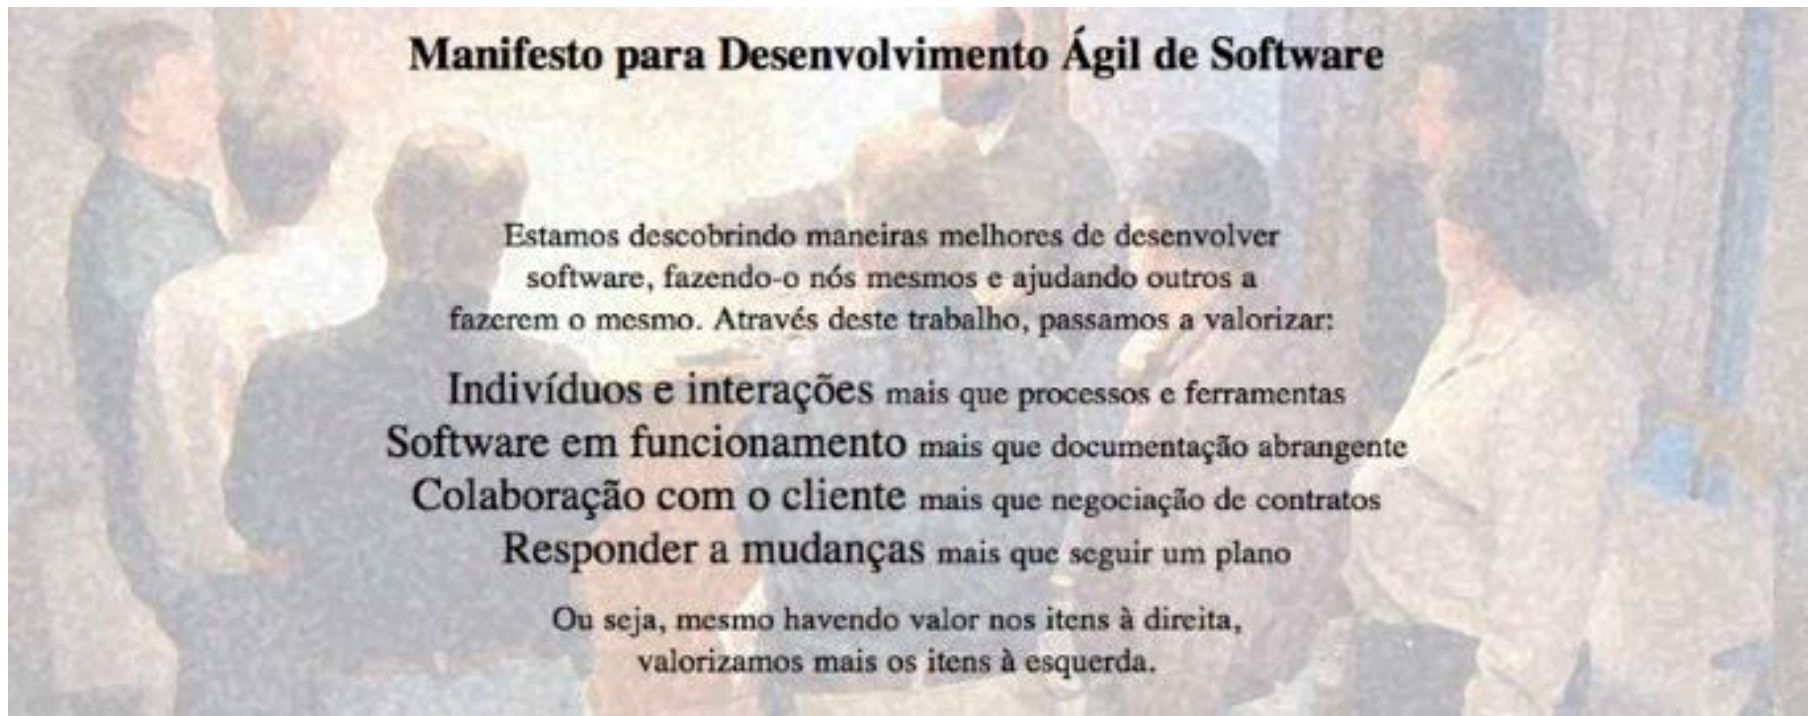 Manifesto para Desenvolvimento Ágil de Software
Estamos descobrindo maneiras melhores de desenvolver
software, fazendo-o nós mesmos e ajudando outros a
fazerem o mesmo. Através deste trabalho, passamos a valorizar:
Indivíduos e interações mais que processos e ferramentas
Software em funcionamento mais que documentação abrangente
Colaboração com o cliente mais que negociação de contratos
Responder a mudanças mais que seguir um plano
Ou seja, mesmo havendo valor nos itens à direita,
valorizamos mais os itens à esquerda.